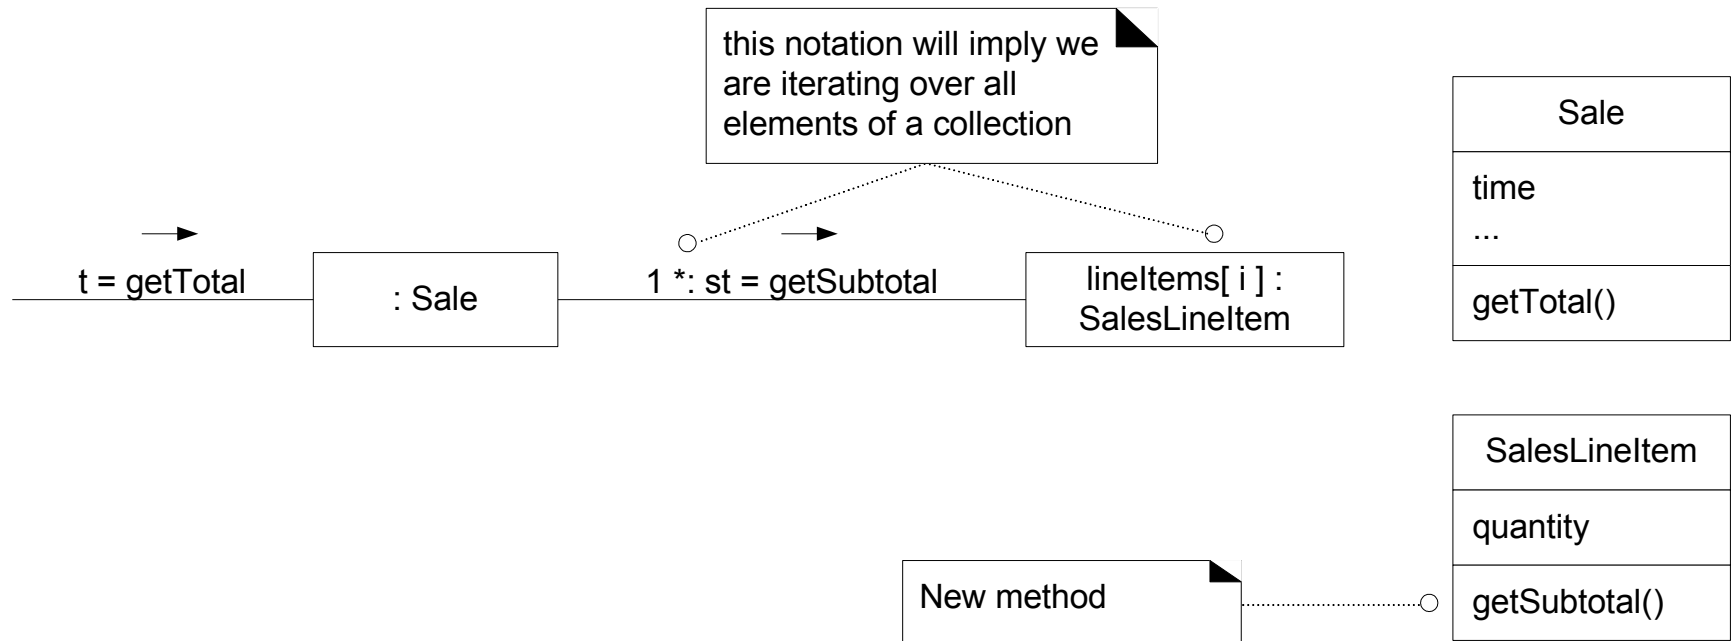 this notation will imply we
are iterating over all
elements of a collection
t = getTotal
: Sale
1 *: st = getSubtotal
lineItems[ i ] :
SalesLineItem
Sale
time
...
getTotal()
SalesLineItem
quantity
getSubtotal()
New method